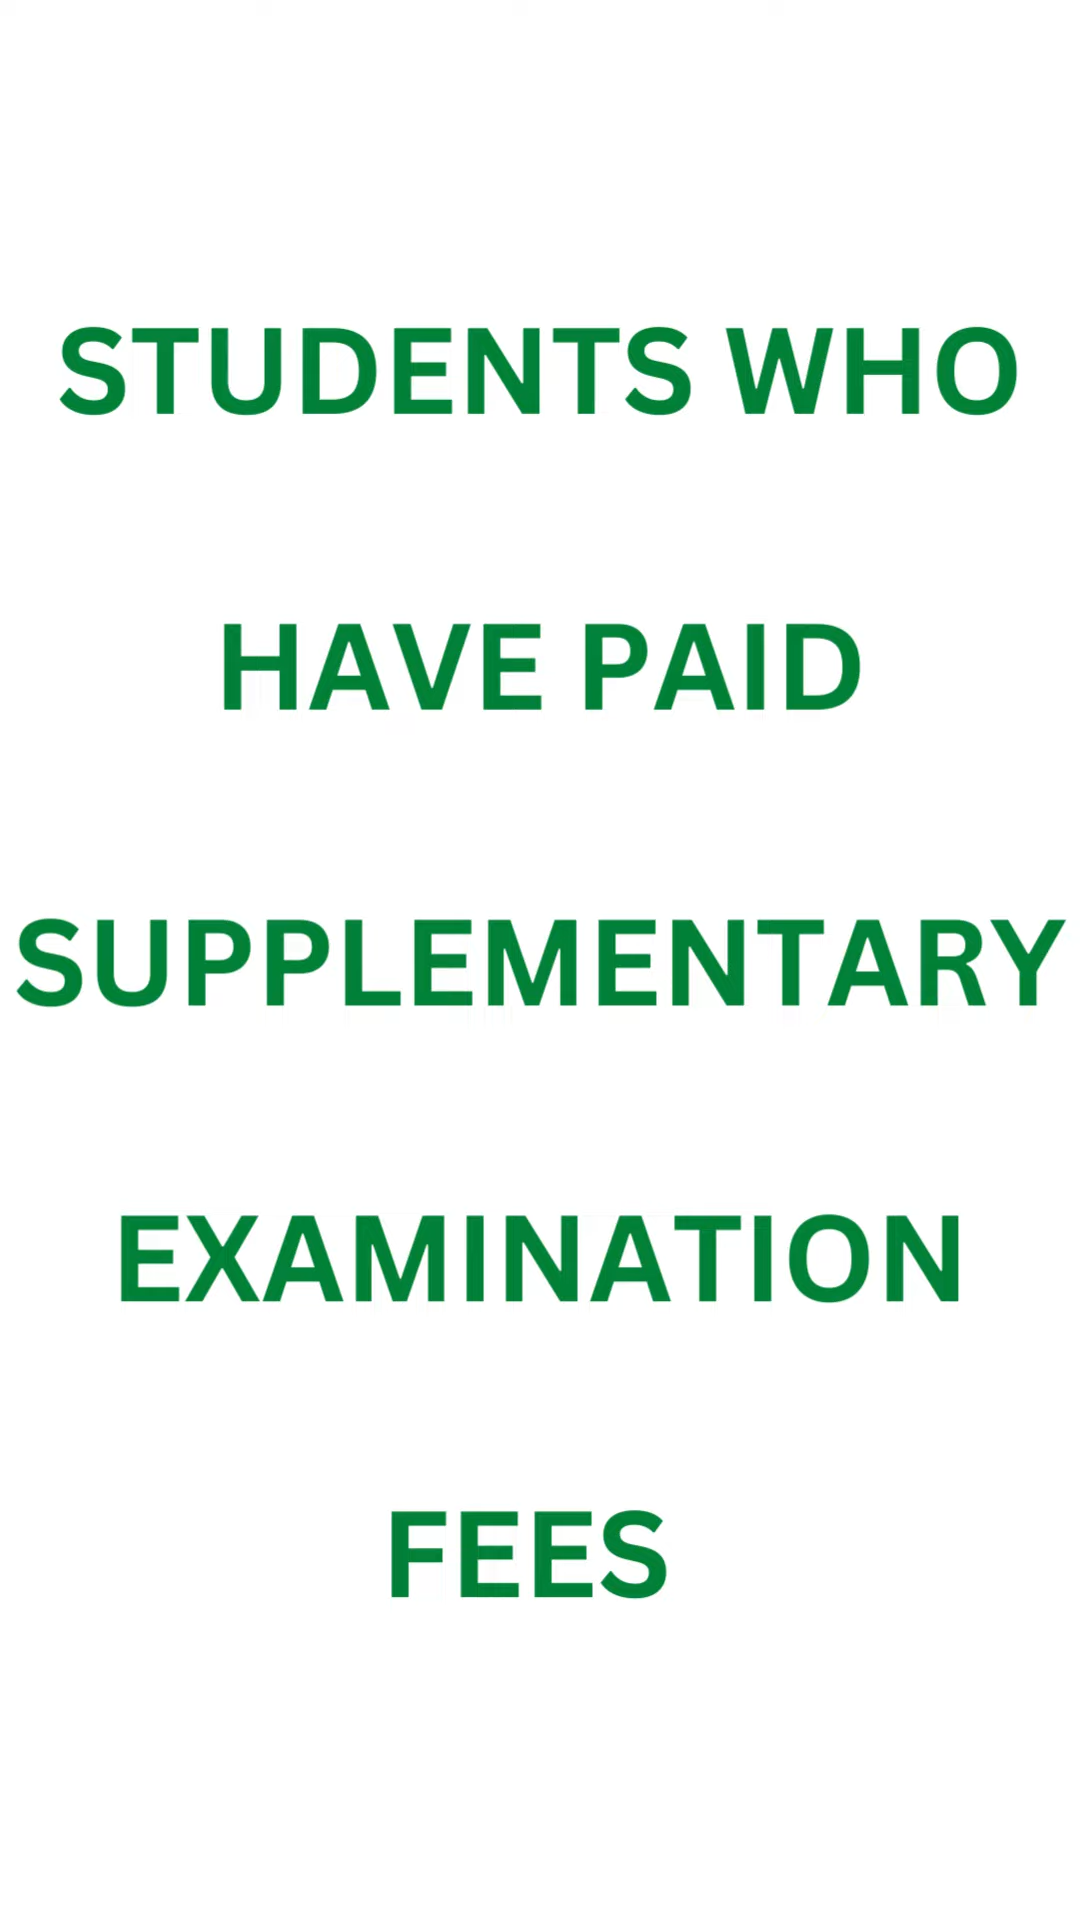 STUDENTS WHO
HAVE PAID
SUPPLEMENTARY
EXAMINATION
FEES